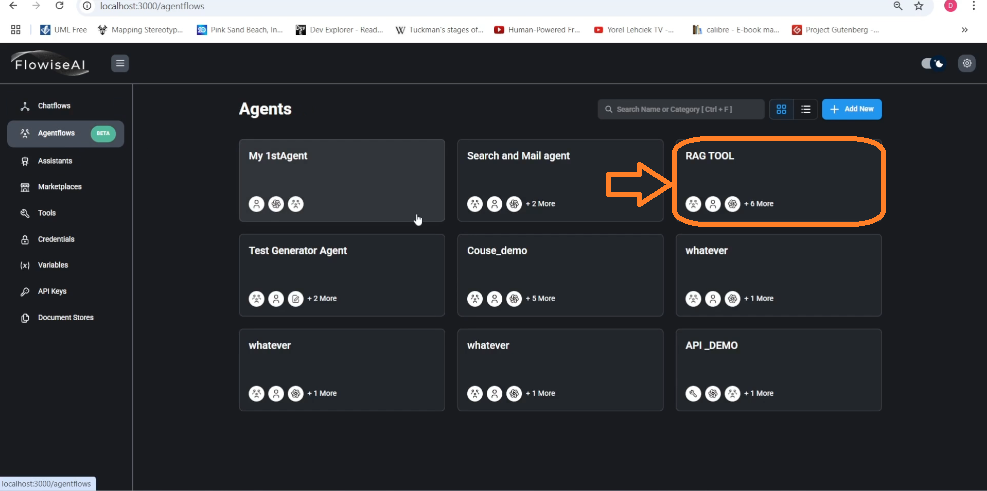 localhost:3000/agentflows
UML Free
Mapping Stereotyp...
Pink Sand Beach, In...
Dev Explorer - Read...
Tuckman's stages of...
Human-Powered Fr...
Yorel Lehoiek TV -...
calibre - E-book ma...
Project Gutenberg -...
D
FlowiseAI
Chatflows
Agentflows BETA
Assistants
Marketplaces
Tools
Credentials
Variables
API Keys
Document Stores
Agents
Search Name or Category [ Ctrl + F ]
+ Add New
My 1stAgent
Search and Mail agent
+ 2 More
RAG TOOL
+ 6 More
Test Generator Agent
+ 2 More
Couse_demo
+ 5 More
whatever
+ 1 More
whatever
+ 1 More
whatever
+ 1 More
API _DEMO
+ 1 More
localhost:3000/agentflows